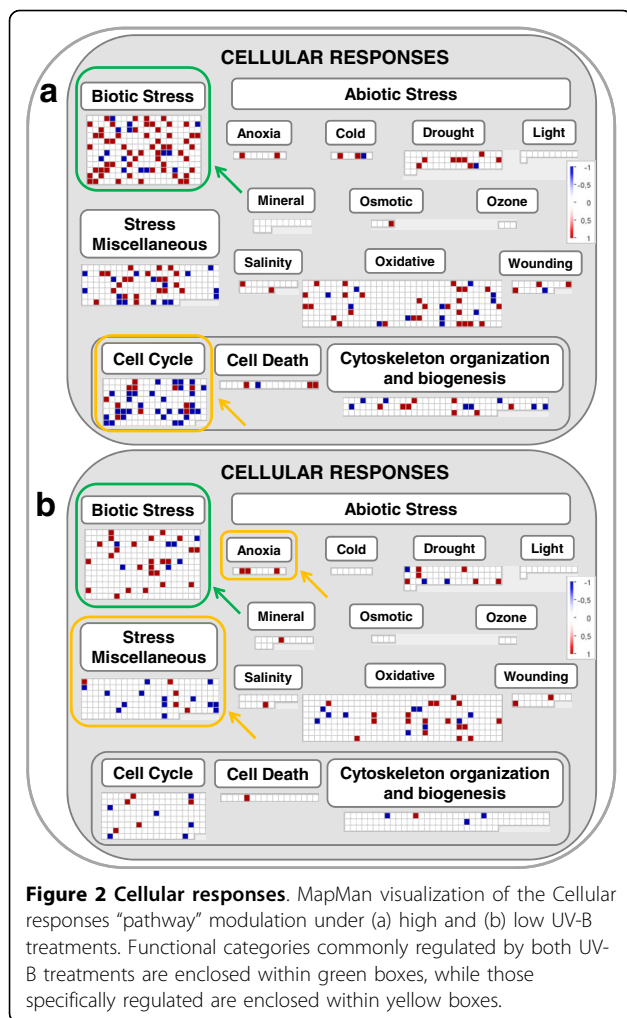 a
CELLULAR RESPONSES
Biotic Stress
Abiotic Stress
Anoxia
Cold
Drought
Light
Mineral
Osmotic
Ozone
-1
-0,5
0
0,5
1
Stress
Miscellaneous
Salinity
Oxidative
Wounding
Cell Cycle
Cell Death
Cytoskeleton organization
and biogenesis
b
CELLULAR RESPONSES
Biotic Stress
Abiotic Stress
Anoxia
Cold
Drought
Light
Mineral
Osmotic
Ozone
-1
-0,5
0
0,5
1
Stress
Miscellaneous
Salinity
Oxidative
Wounding
Cell Cycle
Cell Death
Cytoskeleton organization
and biogenesis
Figure 2 Cellular responses. MapMan visualization of the Cellular
responses “pathway” modulation under (a) high and (b) low UV-B
treatments. Functional categories commonly regulated by both UV-
B treatments are enclosed within green boxes, while those
specifically regulated are enclosed within yellow boxes.